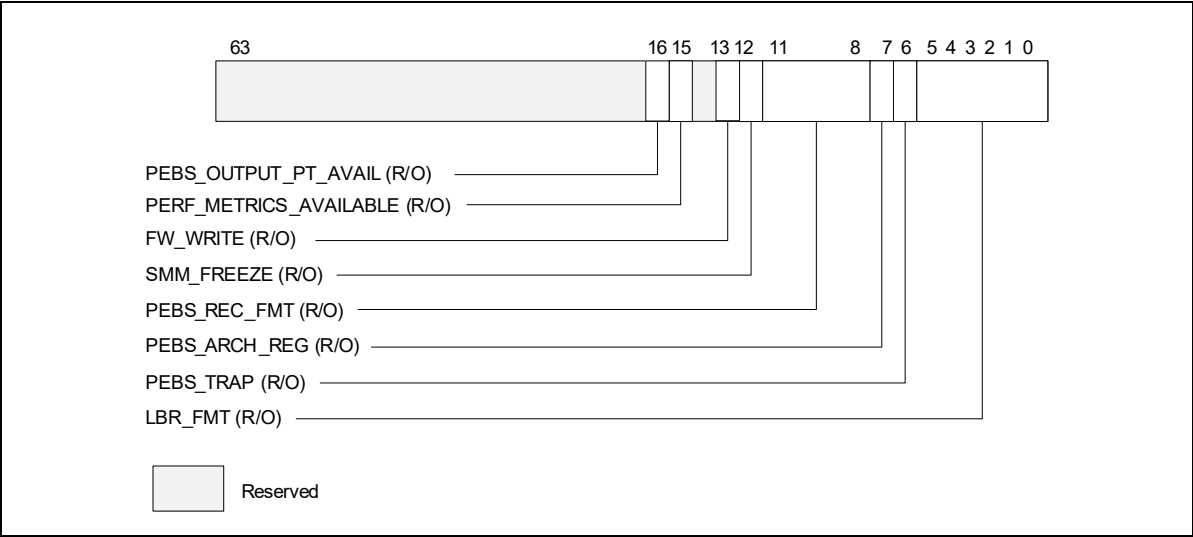 63 16 15 13 12 11 8 7 6 5 4 3 2 1 0
PEBS_OUTPUT_PT_AVAIL (R/O)
PERF_METRICS_AVAILABLE (R/O)
FW_WRITE (R/O)
SMM_FREEZE (R/O)
PEBS_REC_FMT (R/O)
PEBS_ARCH_REG (R/O)
PEBS_TRAP (R/O)
LBR_FMT (R/O)
Reserved